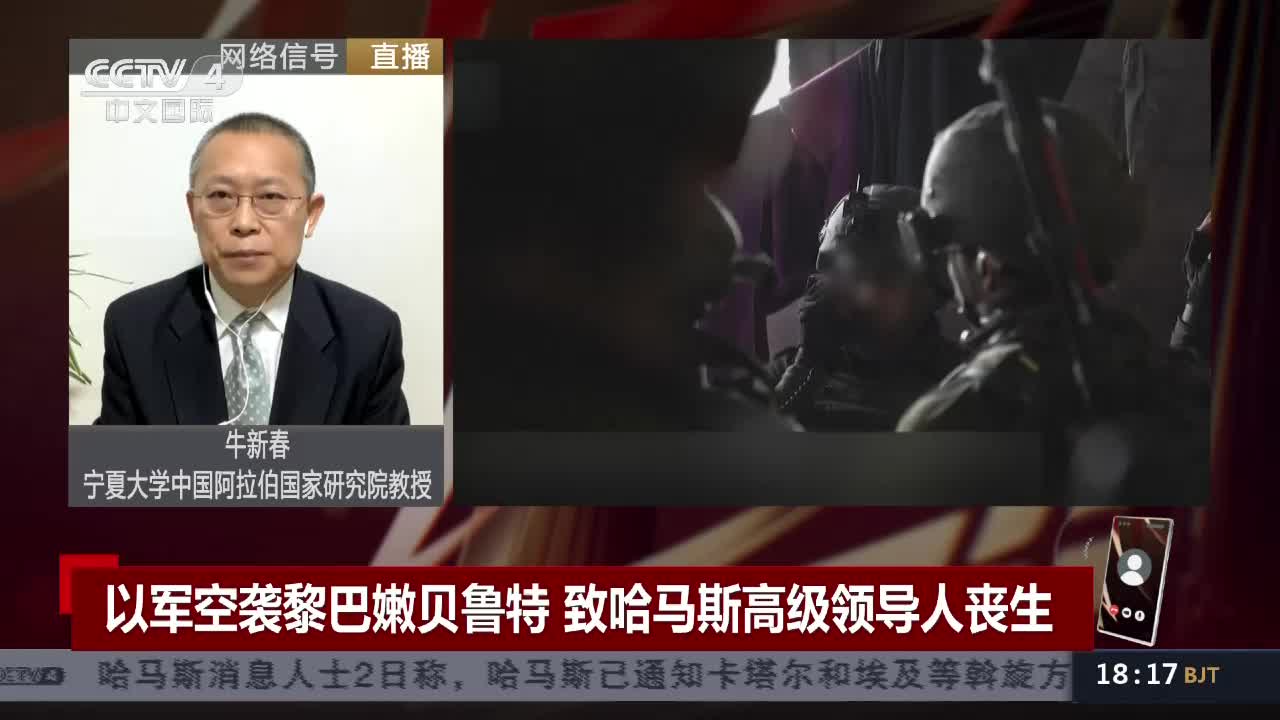 网络信号 直播
CCTV 4
中文国际
牛新春
宁夏大学中国阿拉伯国家研究院教授
以军空袭黎巴嫩贝鲁特 致哈马斯高级领导人丧生
CCTV 4 哈马斯消息人士2日称，哈马斯已通知卡塔尔和埃及等斡旋方
18:17 BJT